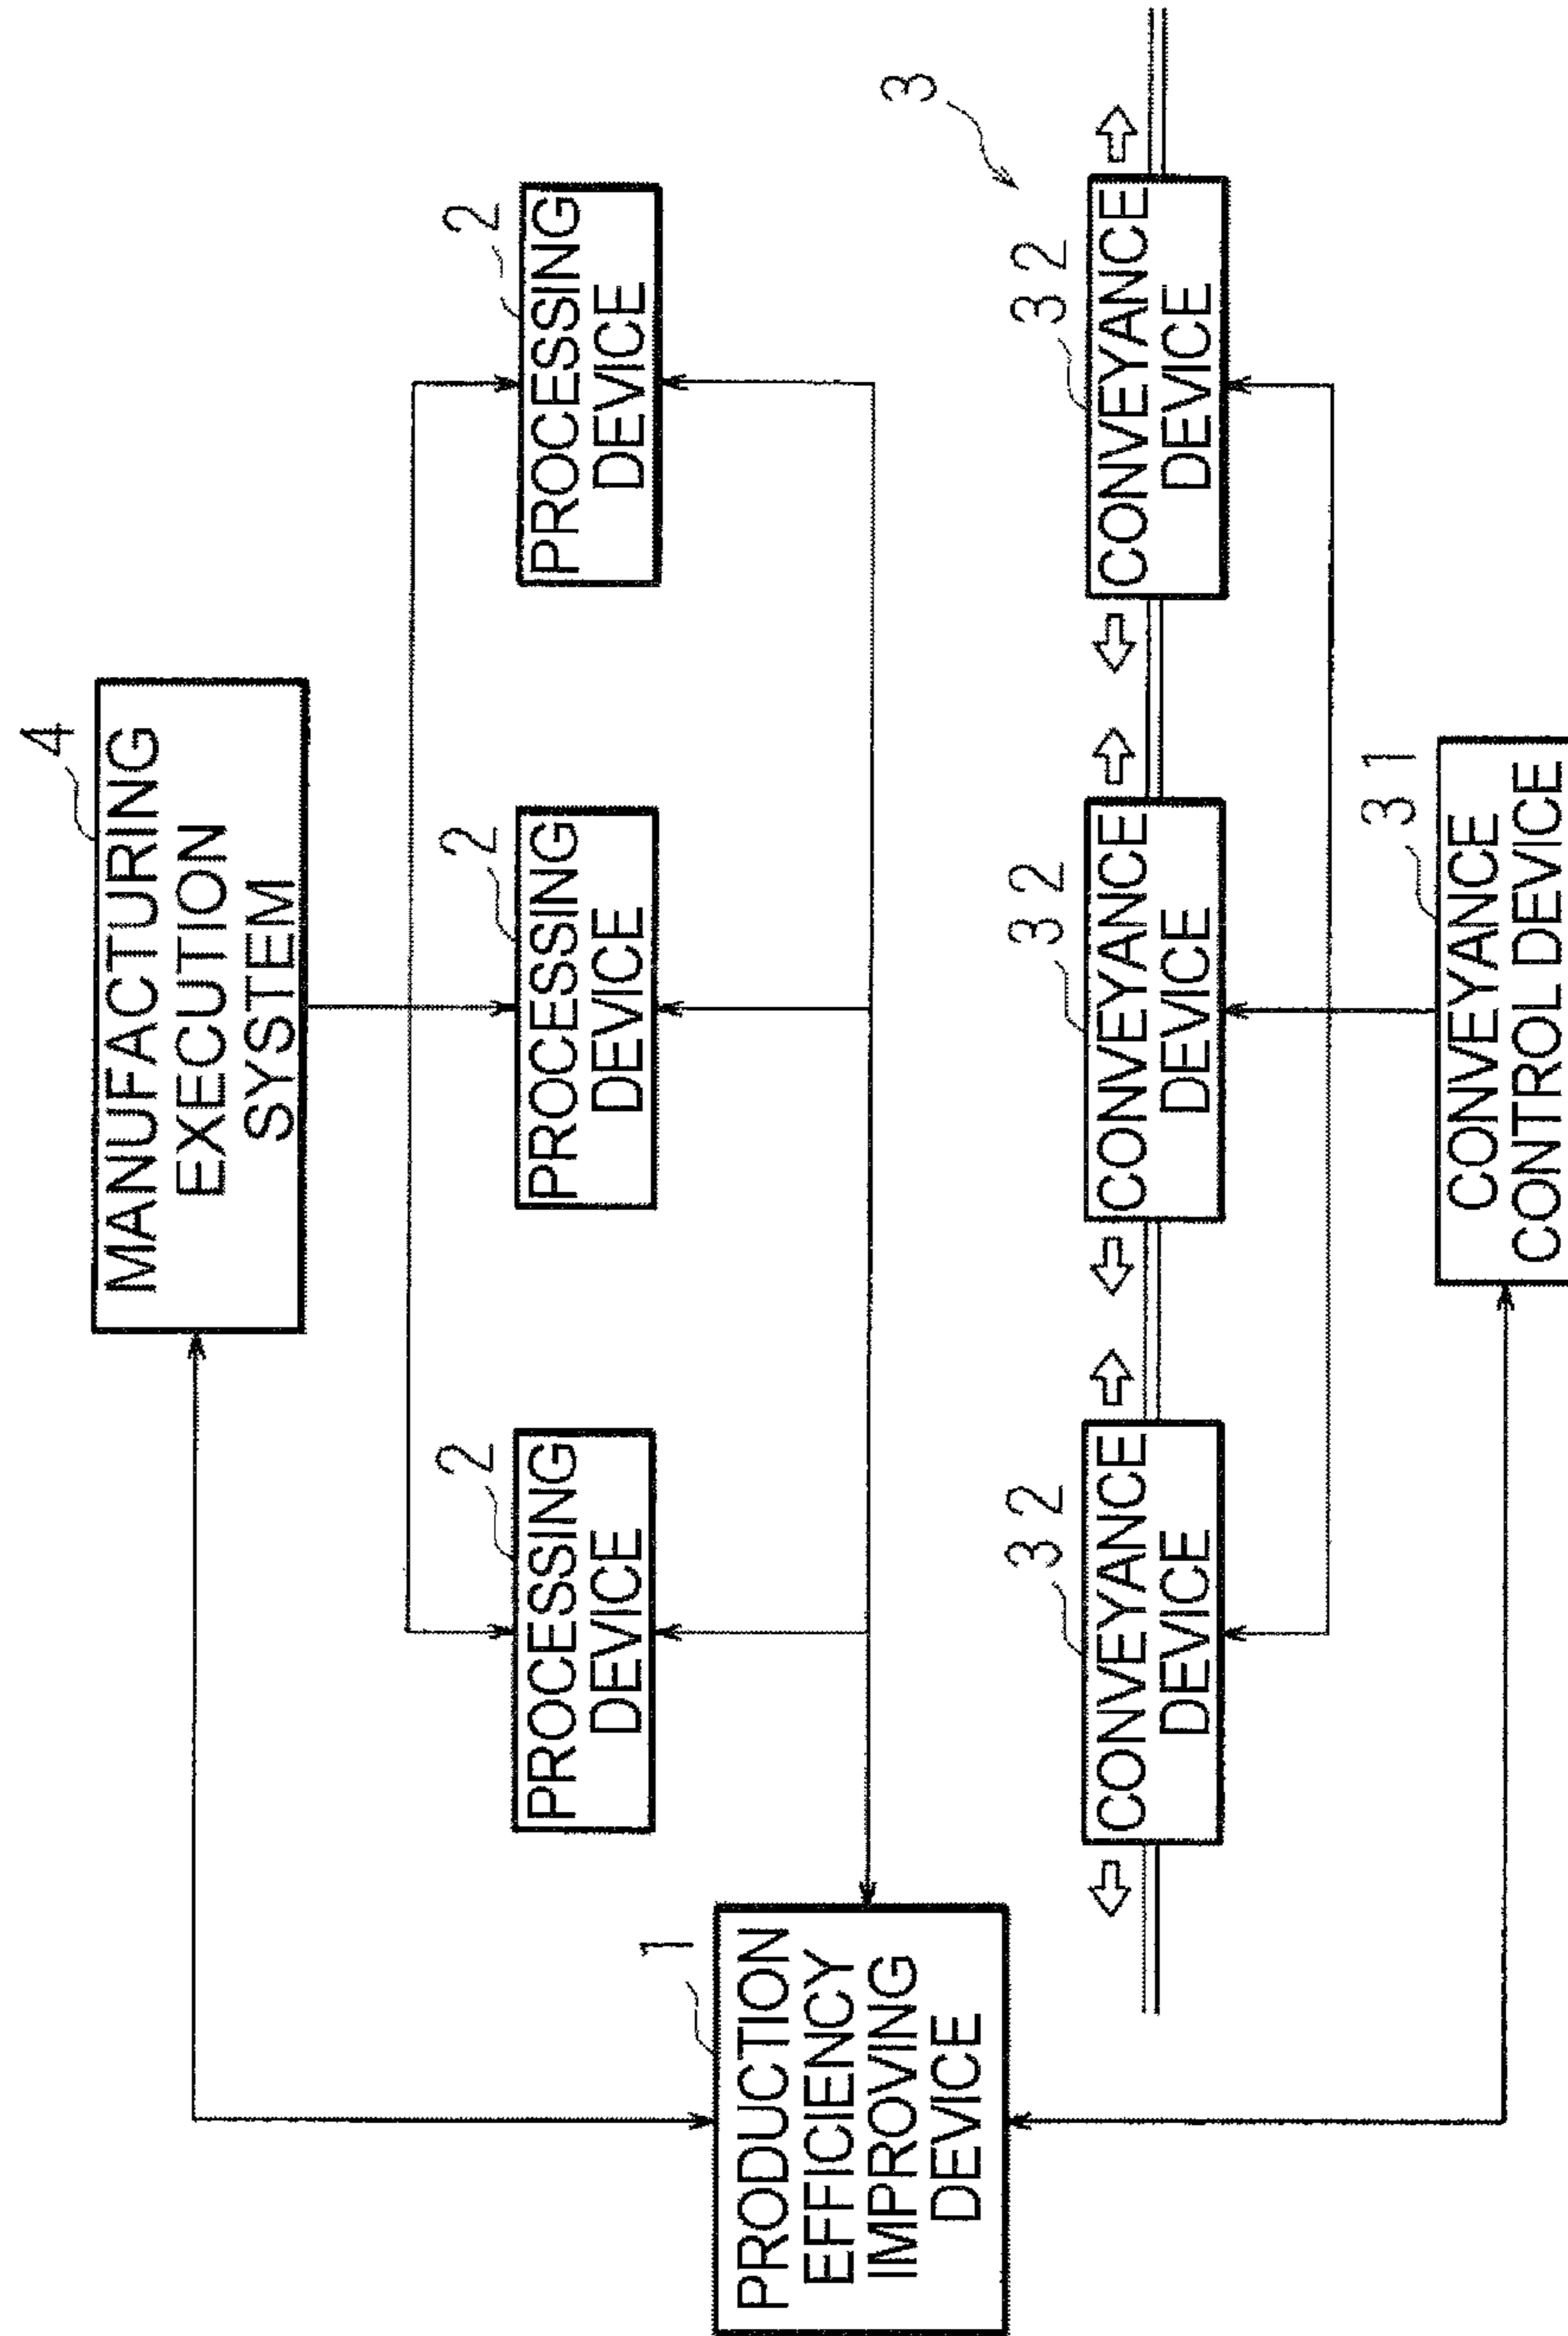 4
MANUFACTURING
EXECUTION
SYSTEM
2
PROCESSING
DEVICE
2
PROCESSING
DEVICE
2
PROCESSING
DEVICE
1
PRODUCTION
EFFICIENCY
IMPROVING
DEVICE
3
32
CONVEYANCE
DEVICE
32
CONVEYANCE
DEVICE
32
CONVEYANCE
DEVICE
31
CONVEYANCE
CONTROL DEVICE